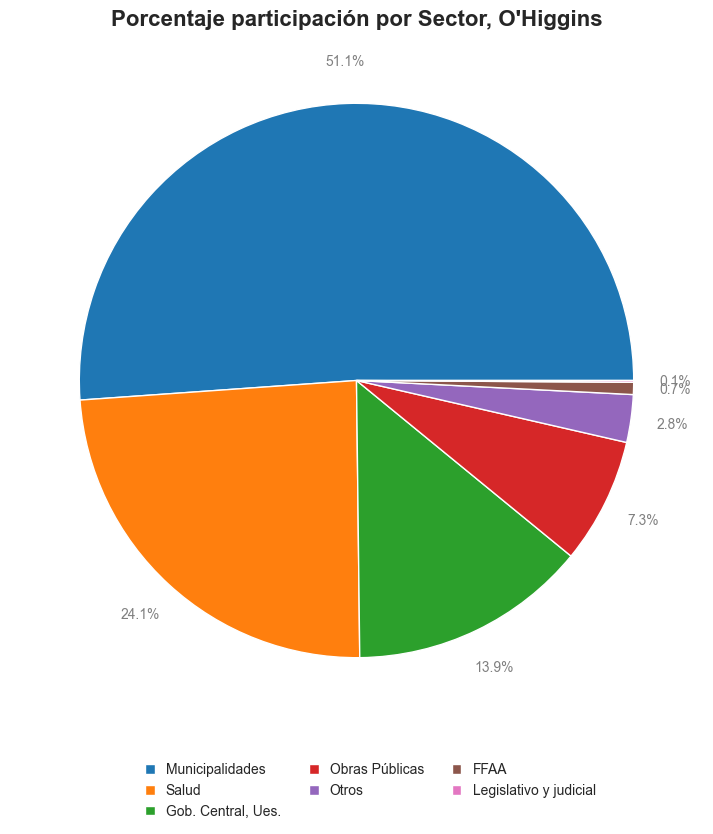 Porcentaje participación por Sector, O'Higgins
51.1%
0.1%
0.7%
2.8%
7.3%
24.1%
13.9%
Municipalidades
Salud
Gob. Central, Ues.
Obras Públicas
Otros
FFAA
Legislativo y judicial